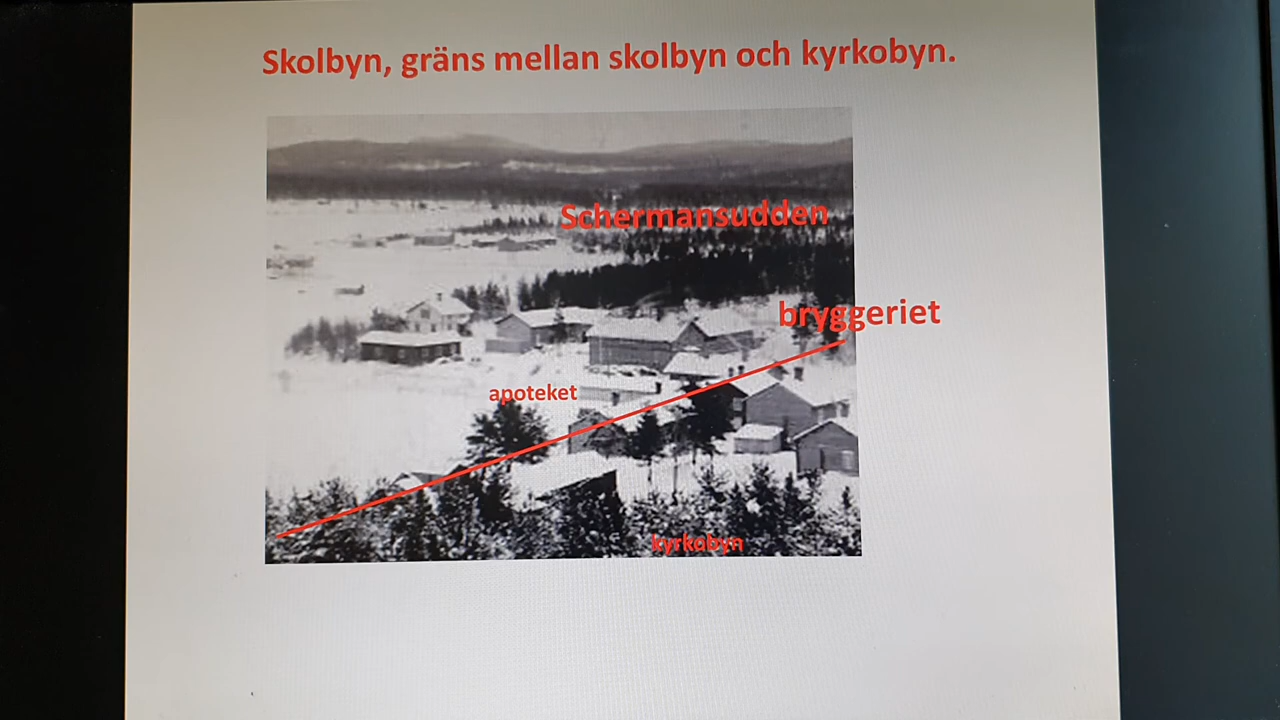 Skolbyn, gräns mellan skolbyn och kyrkobyn.
Schermansudden
bryggeriet
apoteket
kyrkobyn